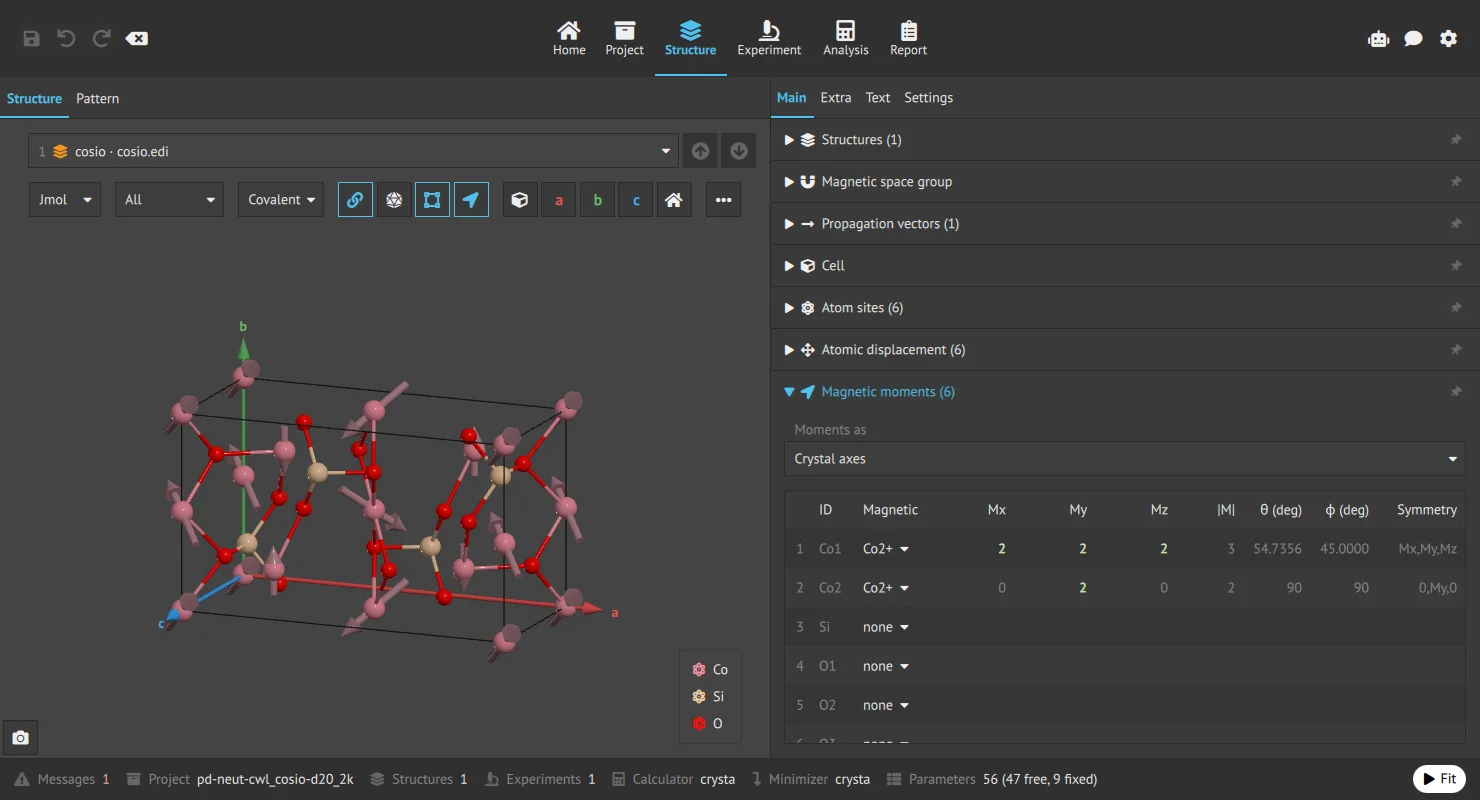 Home Project Structure Experiment Analysis Report
Structure Pattern
Main Extra Text Settings
1 cosio · cosio.edi
Jmol All Covalent a b c •••
b
a
c
Co
Si
O
Structures (1)
Magnetic space group
Propagation vectors (1)
Cell
Atom sites (6)
Atomic displacement (6)
Magnetic moments (6)
Moments as
Crystal axes
ID Magnetic Mx My Mz |M| θ (deg) ϕ (deg) Symmetry
1 Co1 Co2+ 2 2 2 3 54.7356 45.0000 Mx,My,Mz
2 Co2 Co2+ 0 2 0 2 90 90 0,My,0
3 Si none
4 O1 none
5 O2 none
Messages 1 Project pd-neut-cwl_cosio-d20_2k Structures 1 Experiments 1 Calculator crysta Minimizer crysta Parameters 56 (47 free, 9 fixed) Fit